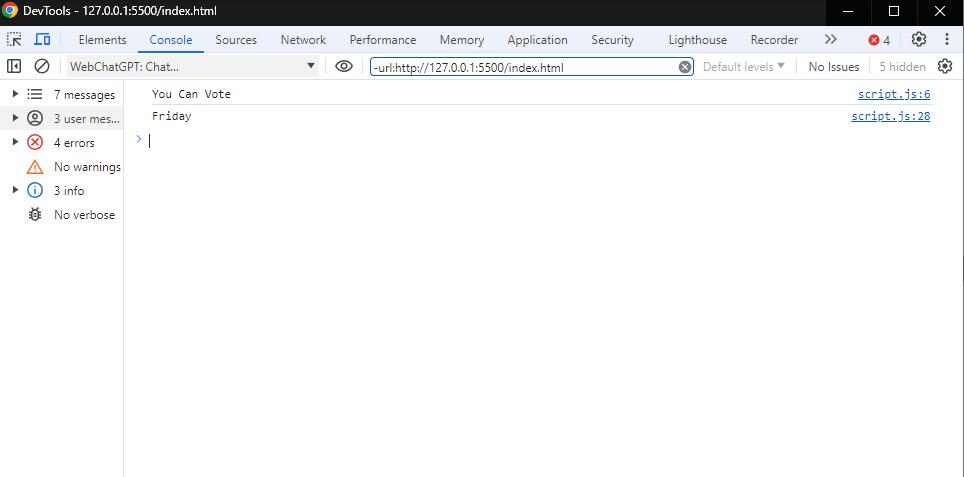 DevTools - 127.0.0.1:5500/index.html
Elements Console Sources Network Performance Memory Application Security Lighthouse Recorder 4
WebChatGPT: Chat... -url:http://127.0.0.1:5500/index.html Default levels No Issues 5 hidden
7 messages
3 user mes...
4 errors
No warnings
3 info
No verbose
You Can Vote script.js:6
Friday script.js:28